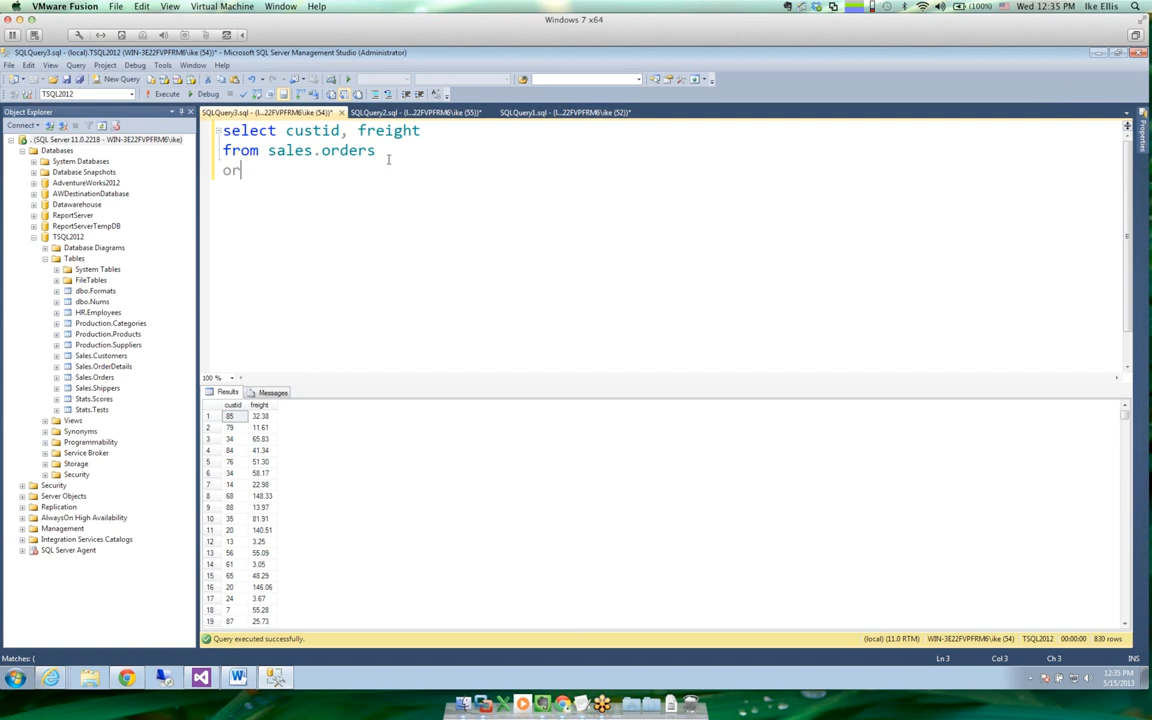 VMware Fusion File Edit View Virtual Machine Window Help (100%) Wed 12:35 PM Ike Ellis
Windows 7 x64
SQLQuery3.sql - (local).TSQL2012 (WIN-3E22FVPFRM6\ike (54))* - Microsoft SQL Server Management Studio (Administrator)
File Edit View Query Project Debug Tools Window Help
New Query
TSQL2012 Execute Debug
Object Explorer
SQLQuery3.sql - (l...22FVPFRM6\ike (54))* SQLQuery2.sql - (l...22FVPFRM6\ike (55))* SQLQuery1.sql - (l...22FVPFRM6\ike (52))*
Connect
. (SQL Server 11.0.2218 - WIN-3E22FVPFRM6\ike)
Databases
System Databases
Database Snapshots
AdventureWorks2012
AWDestinationDatabase
Datawarehouse
ReportServer
ReportServerTempDB
TSQL2012
Database Diagrams
Tables
System Tables
FileTables
dbo.Formats
dbo.Nums
HR.Employees
Production.Categories
Production.Products
Production.Suppliers
Sales.Customers
Sales.OrderDetails
Sales.Orders
Sales.Shippers
Stats.Scores
Stats.Tests
Views
Synonyms
Programmability
Service Broker
Storage
Security
Security
Server Objects
Replication
AlwaysOn High Availability
Management
Integration Services Catalogs
SQL Server Agent
select custid, freight
from sales.orders
or
Properties
100 %
Results Messages
custid freight
1 85 32.38
2 79 11.61
3 34 65.83
4 84 41.34
5 76 51.30
6 34 58.17
7 14 22.98
8 68 148.33
9 88 13.97
10 35 81.91
11 20 140.51
12 13 3.25
13 56 55.09
14 61 3.05
15 65 48.29
16 20 146.06
17 24 3.67
18 7 55.28
19 87 25.73
Query executed successfully. (local) (11.0 RTM) WIN-3E22FVPFRM6\ike (54) TSQL2012 00:00:00 830 rows
Matches: ( Ln 3 Col 3 Ch 3 INS
12:35 PM
5/15/2013